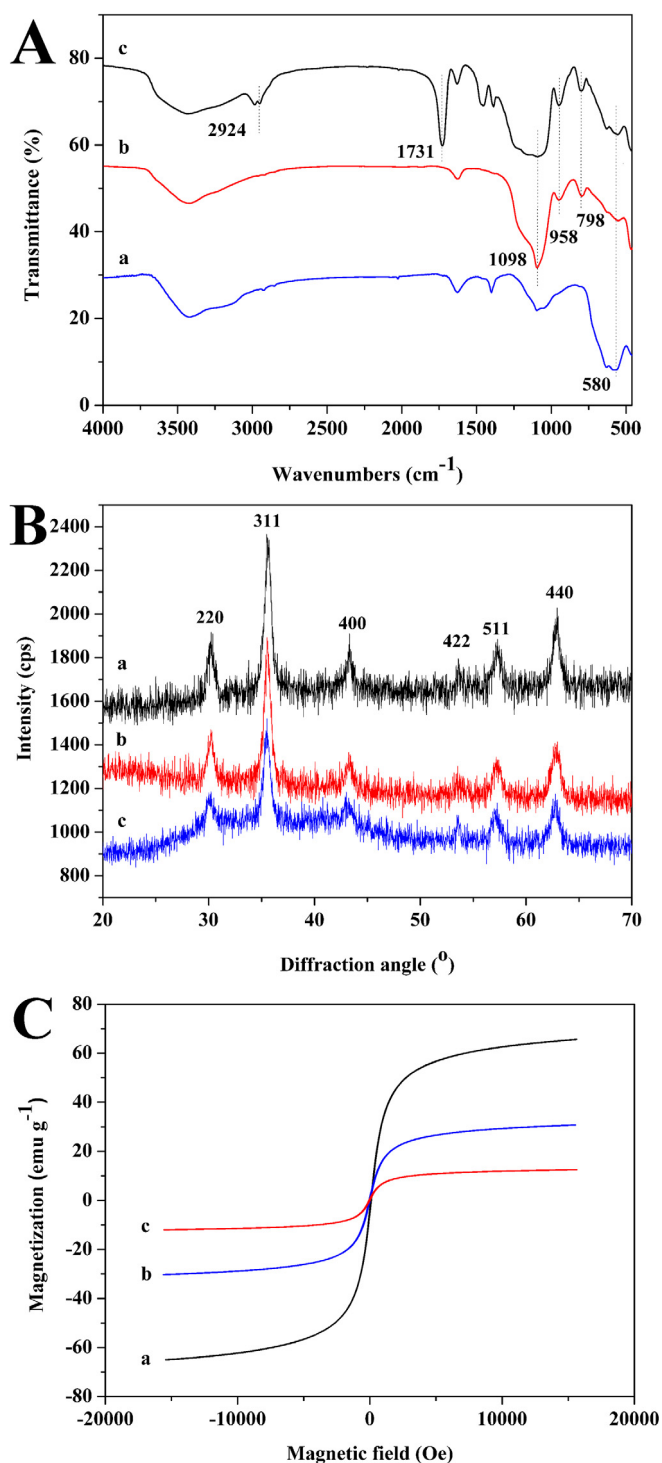 A
c
80
2924
60
1731
b
958
798
40
1098
a
20
580
0
4000 3500 3000 2500 2000 1500 1000 500
Transmittance (%)
Wavenumbers (cm-1)
B
311
2400
2200
220
440
2000
400
511
422
1800
a
1600
1400
b
1200
c
1000
800
20 30 40 50 60 70
Intensity (cps)
Diffraction angle (o)
C
80
60
40
20
0
c
-20
b
-40
-60
a
-80
-20000 -10000 0 10000 20000
Magnetization (emu g-1)
Magnetic field (Oe)